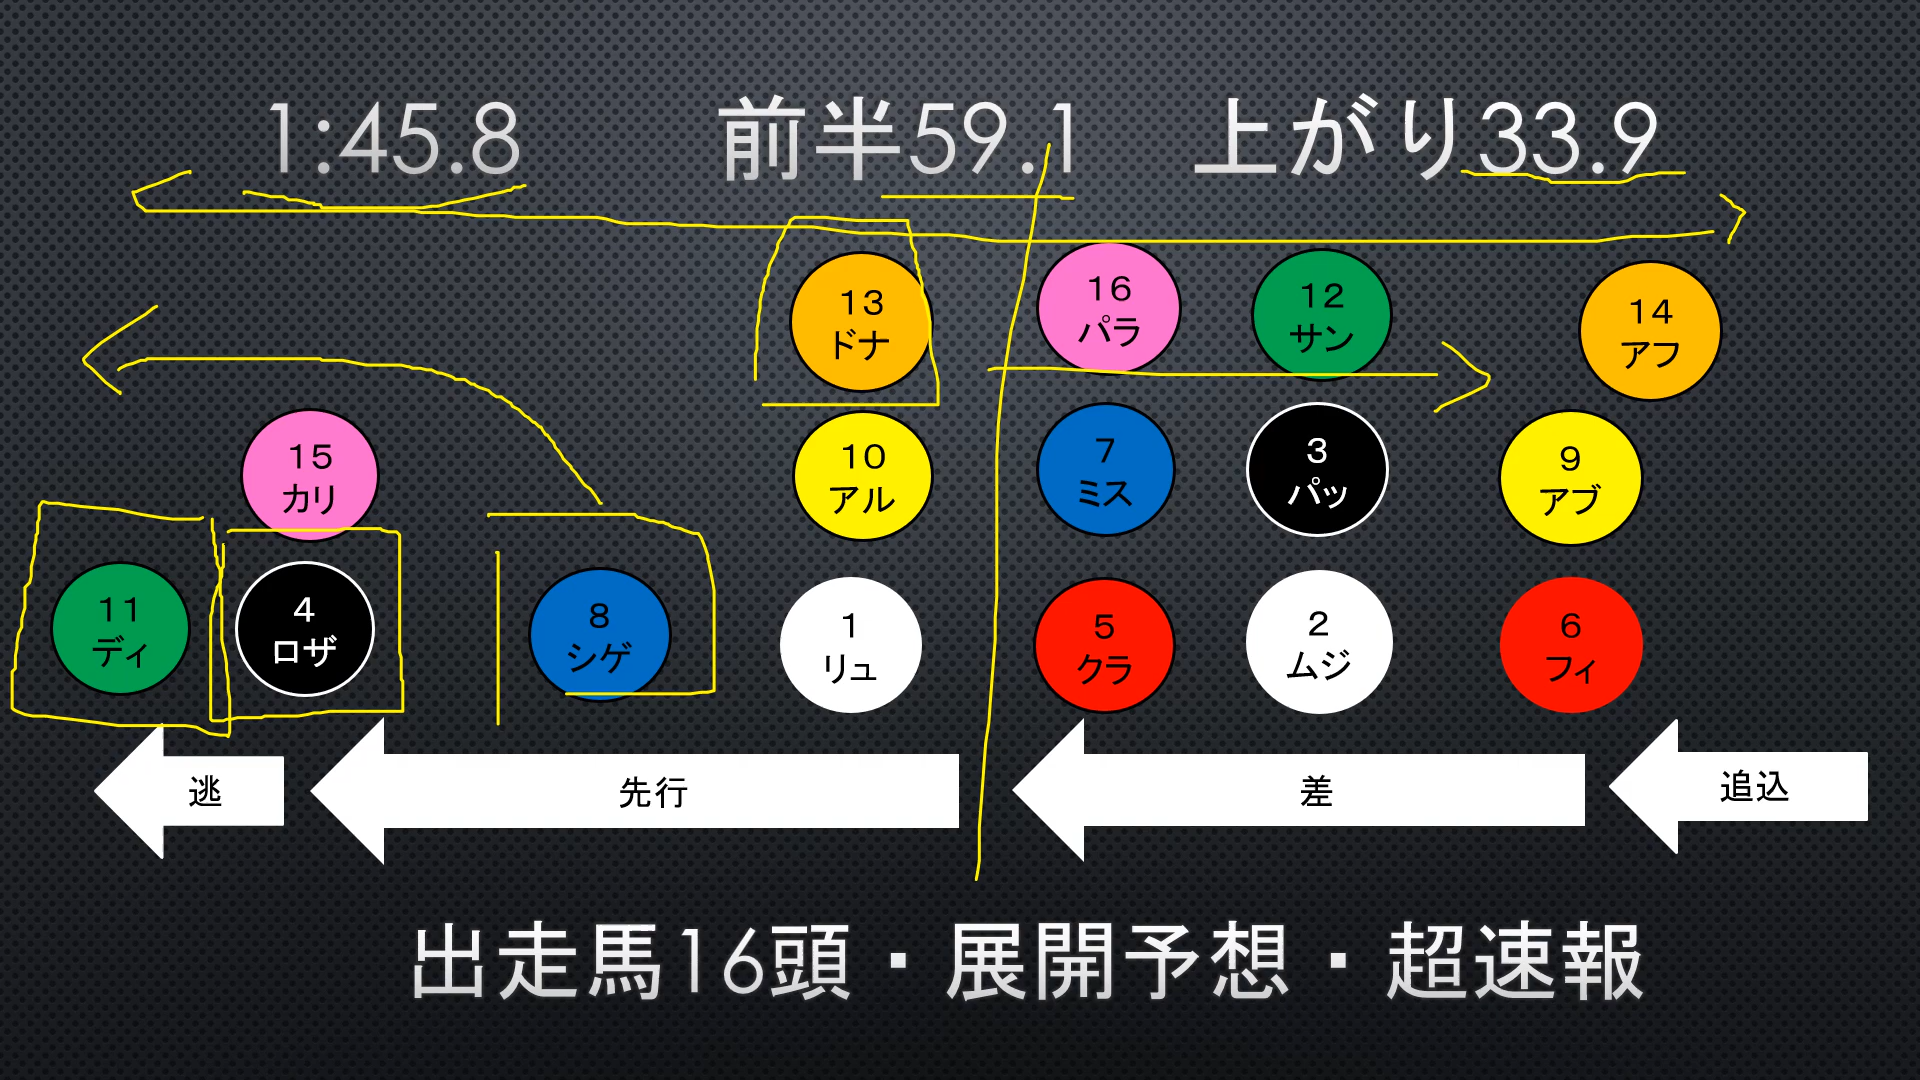 1:45.8 前半59.1 上がり33.9
13
ドナ
16
パラ
12
サン
14
アフ
15
カリ
10
アル
7
ミス
3
パッ
9
アブ
11
ディ
4
ロザ
8
シゲ
1
リュ
5
クラ
2
ムジ
6
フィ
逃
先行
差
追込
出走馬16頭・展開予想・超速報